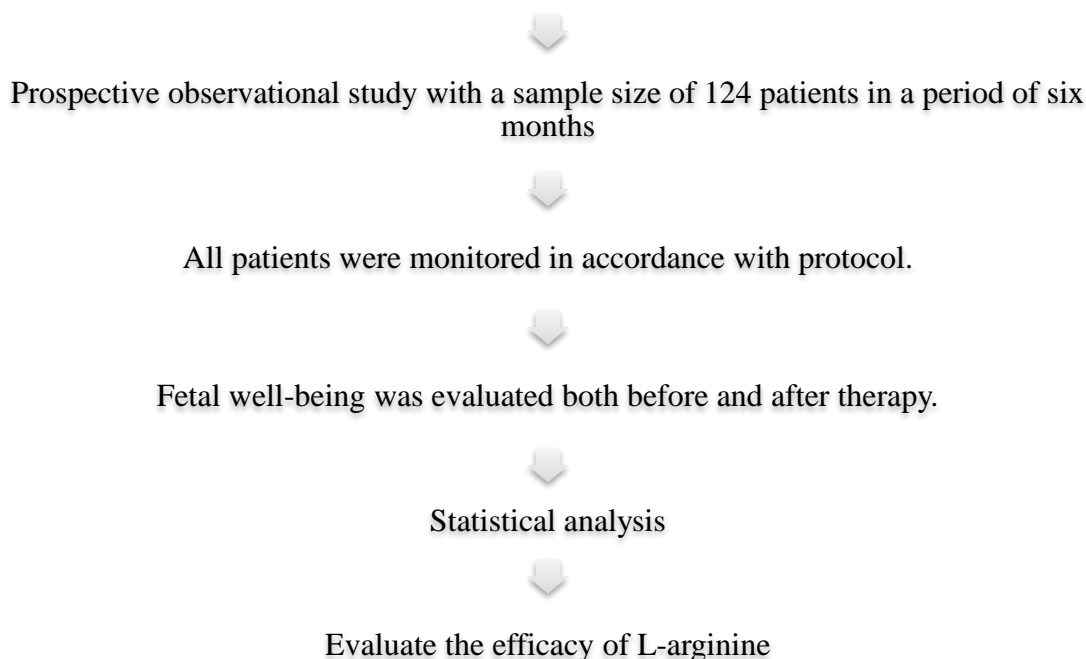 Prospective observational study with a sample size of 124 patients in a period of six
months
All patients were monitored in accordance with protocol.
Fetal well-being was evaluated both before and after therapy.
Statistical analysis
Evaluate the efficacy of L-arginine